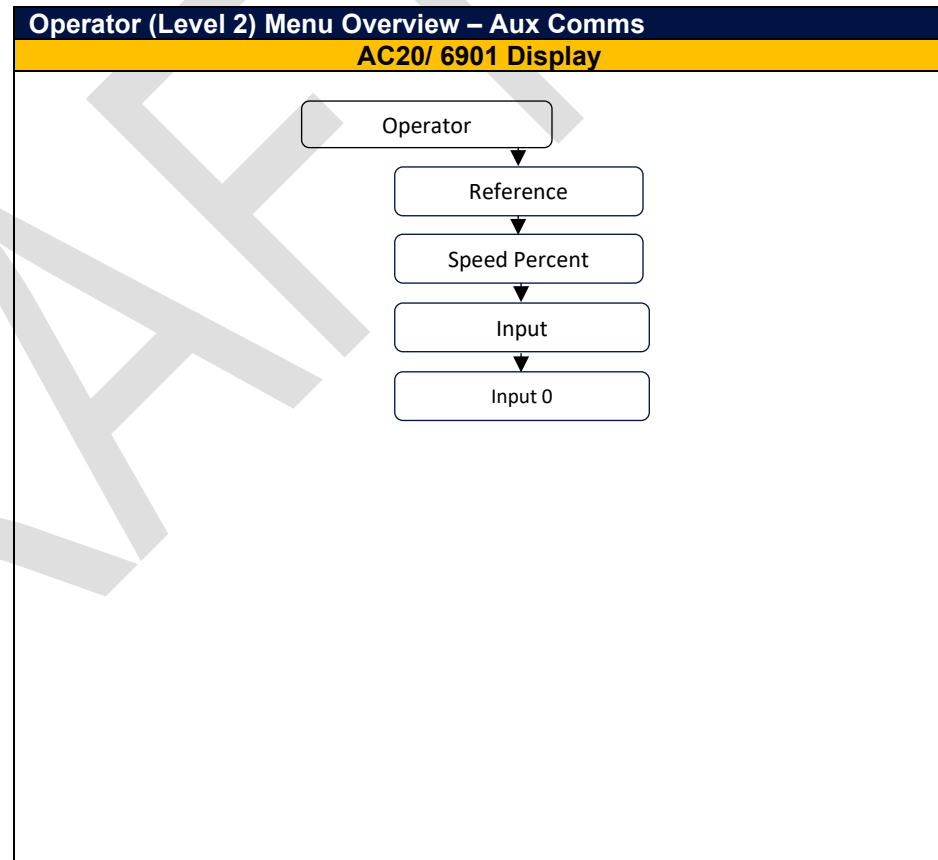 Operator (Level 2) Menu Overview – Aux Comms
AC20/ 6901 Display
Operator
Reference
Speed Percent
Input
Input 0